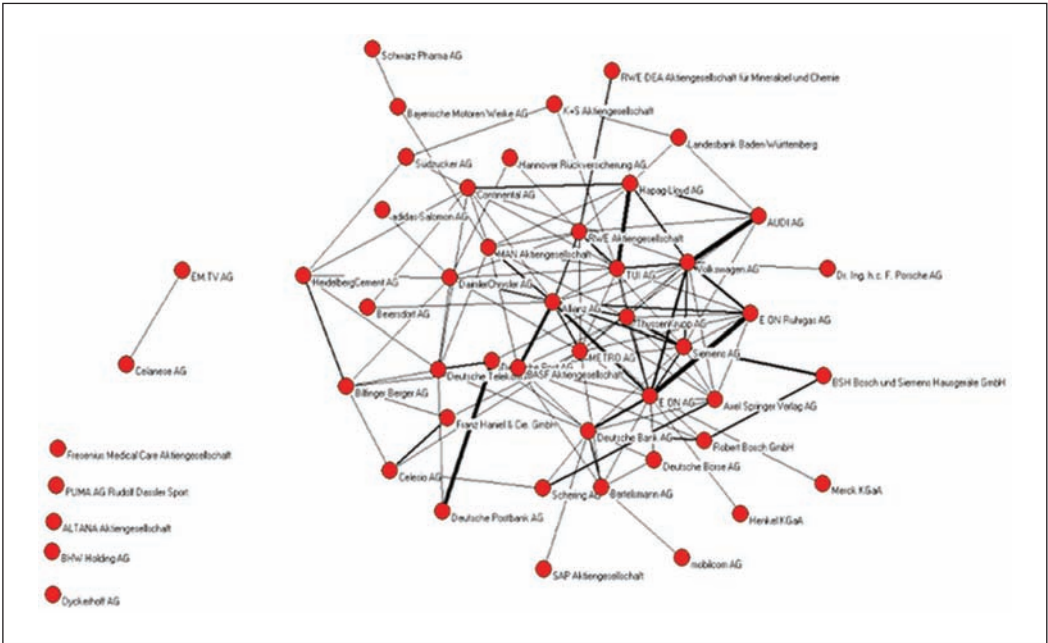 Schwarz Pharma AG
RWE-DEA Aktiengesellschaft für Mineraloel und Chemie
Bayerische Motoren Werke AG
K+S Aktiengesellschaft
Landesbank Baden-Württemberg
Südzucker AG
Hannover Rückversicherung AG
Continental AG
Hapag-Lloyd AG
adidas-Salomon AG
AUDI AG
RWE Aktiengesellschaft
MAN Aktiengesellschaft
EM.TV AG
HeidelbergCement AG
DaimlerChrysler AG
TUI AG
Volkswagen AG
Dr. Ing. h.c. F. Porsche AG
Beiersdorf AG
Allianz AG
ThyssenKrupp AG
E.ON Ruhrgas AG
METRO AG
Siemens AG
Celanese AG
Deutsche Telekom
BASF Aktiengesellschaft
BSH Bosch und Siemens Hausgeräte GmbH
Bilfinger Berger AG
E.ON AG
Axel Springer Verlag AG
Franz Haniel & Cie. GmbH
Deutsche Bank AG
Robert Bosch GmbH
Fresenius Medical Care Aktiengesellschaft
Deutsche Börse AG
Celesio AG
PUMA AG Rudolf Dassler Sport
Schering AG
Bertelsmann AG
Merck KGaA
Deutsche Postbank AG
Henkel KGaA
ALTANA Aktiengesellschaft
BHW Holding AG
mobilcom AG
SAP Aktiengesellschaft
Dyckerhoff AG